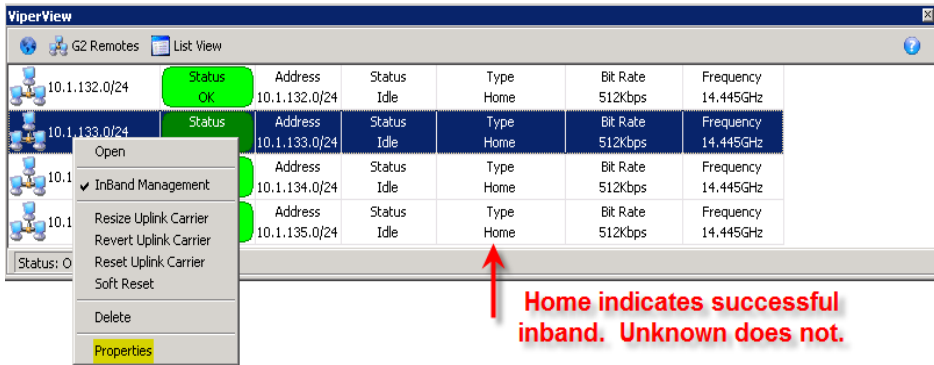 ViperView
G2 Remotes List View
Status Address Status Type Bit Rate Frequency
10.1.132.0/24 OK 10.1.132.0/24 Idle Home 512Kbps 14.445GHz
Status Address Status Type Bit Rate Frequency
10.1.133.0/24 10.1.133.0/24 Idle Home 512Kbps 14.445GHz
Address Status Type Bit Rate Frequency
10.1 10.1.134.0/24 Idle Home 512Kbps 14.445GHz
Address Status Type Bit Rate Frequency
10.1 10.1.135.0/24 Idle Home 512Kbps 14.445GHz
Status: O
Open
InBand Management
Resize Uplink Carrier
Revert Uplink Carrier
Reset Uplink Carrier
Soft Reset
Delete
Properties
Home indicates successful
inband. Unknown does not.